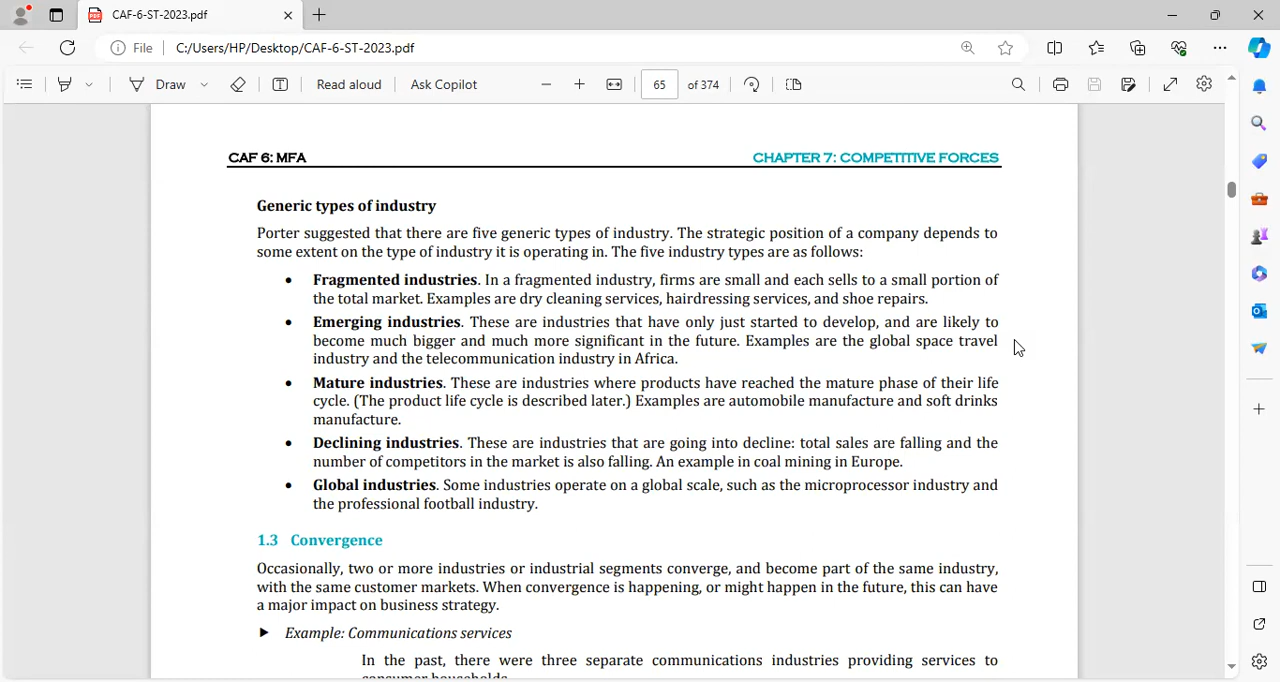 CAF-6-ST-2023.pdf
File C:/Users/HP/Desktop/CAF-6-ST-2023.pdf
Draw Read aloud Ask Copilot 65 of 374
CAF 6: MFA CHAPTER 7: COMPETITIVE FORCES
Generic types of industry
Porter suggested that there are five generic types of industry. The strategic position of a company depends to
some extent on the type of industry it is operating in. The five industry types are as follows:
• Fragmented industries. In a fragmented industry, firms are small and each sells to a small portion of
the total market. Examples are dry cleaning services, hairdressing services, and shoe repairs.
• Emerging industries. These are industries that have only just started to develop, and are likely to
become much bigger and much more significant in the future. Examples are the global space travel
industry and the telecommunication industry in Africa.
• Mature industries. These are industries where products have reached the mature phase of their life
cycle. (The product life cycle is described later.) Examples are automobile manufacture and soft drinks
manufacture.
• Declining industries. These are industries that are going into decline: total sales are falling and the
number of competitors in the market is also falling. An example in coal mining in Europe.
• Global industries. Some industries operate on a global scale, such as the microprocessor industry and
the professional football industry.
1.3 Convergence
Occasionally, two or more industries or industrial segments converge, and become part of the same industry,
with the same customer markets. When convergence is happening, or might happen in the future, this can have
a major impact on business strategy.
► Example: Communications services
In the past, there were three separate communications industries providing services to
consumer households.